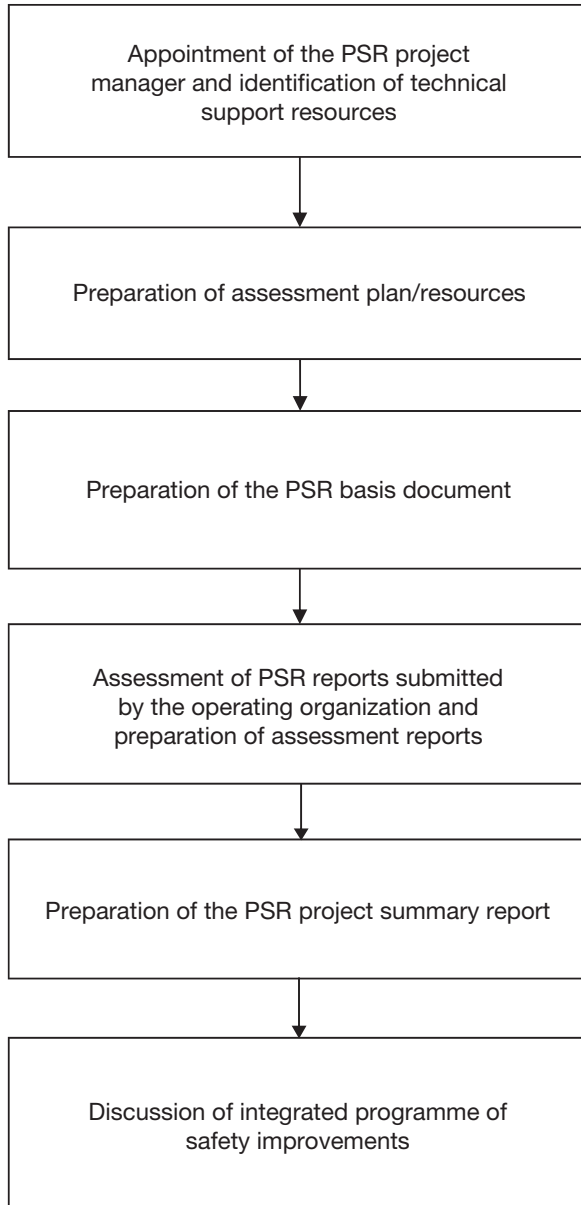 Appointment of the PSR project
manager and identification of technical
support resources
Preparation of assessment plan/resources
Preparation of the PSR basis document
Assessment of PSR reports submitted
by the operating organization and
preparation of assessment reports
Preparation of the PSR project summary report
Discussion of integrated programme of
safety improvements